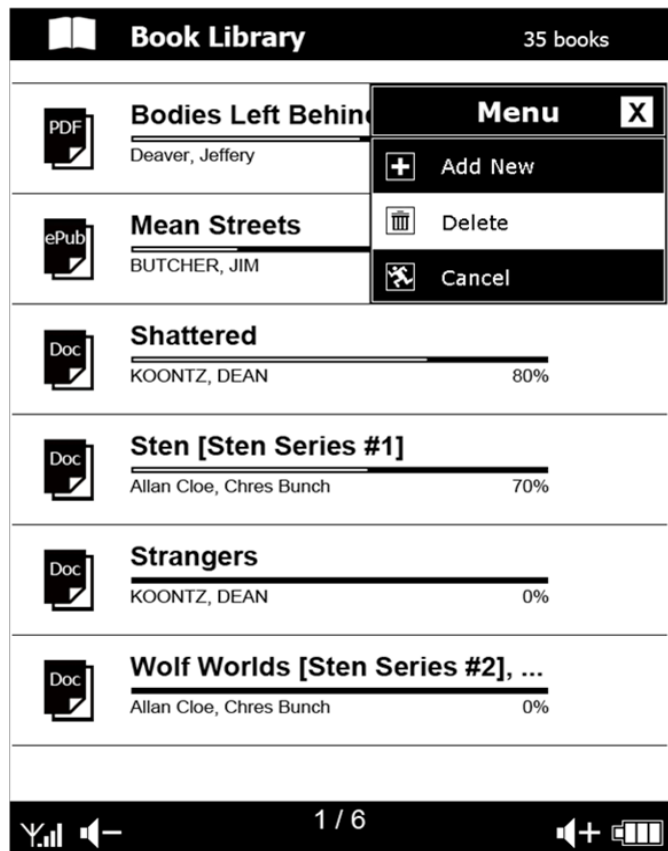 Book Library
35 books
PDF
Bodies Left Behin
Deaver, Jeffery
Menu
X
Add New
Delete
Cancel
ePub
Mean Streets
BUTCHER, JIM
Doc
Shattered
KOONTZ, DEAN
80%
Doc
Sten [Sten Series #1]
Allan Cloe, Chres Bunch
70%
Doc
Strangers
KOONTZ, DEAN
0%
Doc
Wolf Worlds [Sten Series #2], ...
Allan Cloe, Chres Bunch
0%
1 / 6